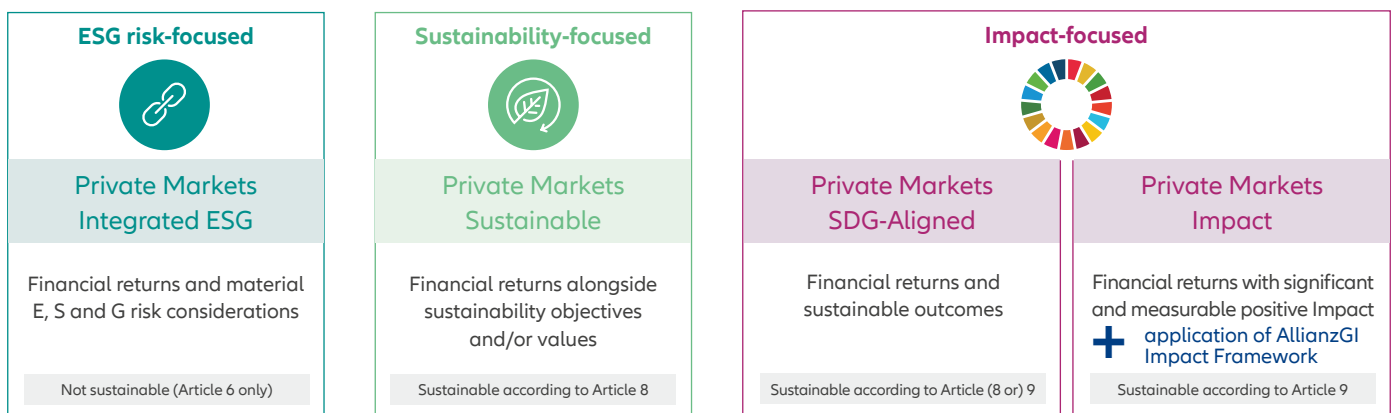 ESG risk-focused
Private Markets
Integrated ESG
Financial returns and material
E, S and G risk considerations
Not sustainable (Article 6 only)
Sustainability-focused
Private Markets
Sustainable
Financial returns alongside
sustainability objectives
and/or values
Sustainable according to Article 8
Impact-focused
Private Markets
SDG-Aligned
Financial returns and
sustainable outcomes
Sustainable according to Article (8 or) 9
Private Markets
Impact
Financial returns with significant
and measurable positive Impact
+ application of AllianzGI
Impact Framework
Sustainable according to Article 9